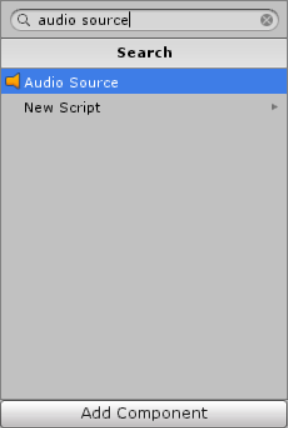 audio source
Search
Audio Source
New Script
Add Component